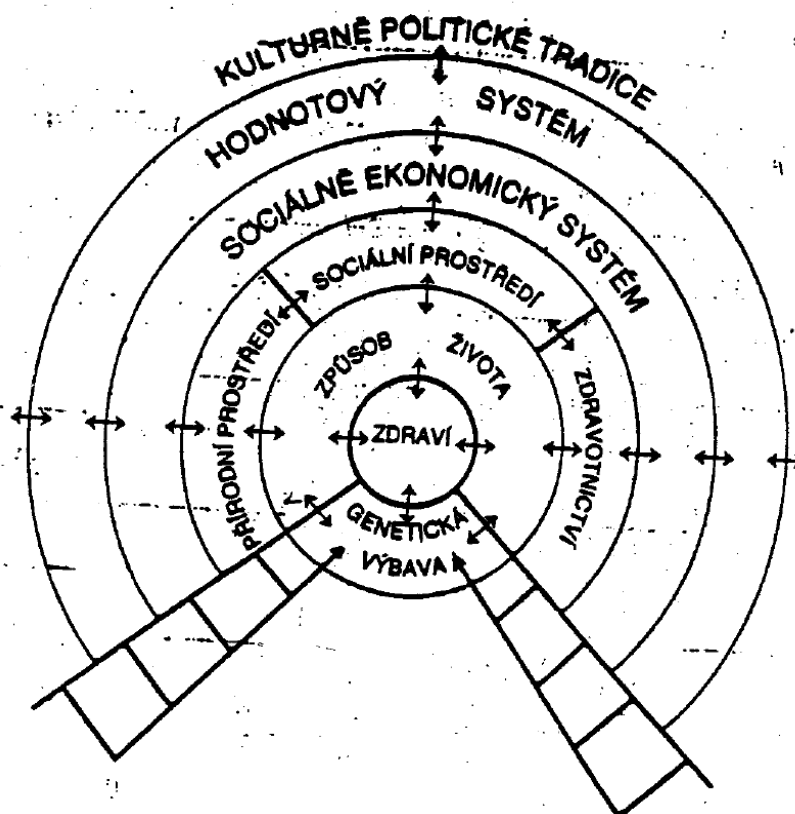 KULTURNĚ POLITICKÉ TRADICE
HODNOTOVÝ SYSTÉM
SOCIÁLNĚ EKONOMICKÝ SYSTÉM
SOCIÁLNÍ PROSTŘEDÍ
PŘÍRODNÍ PROSTŘEDÍ
ZDRAVOTNICTVÍ
ZPŮSOB ŽIVOTA
ZDRAVÍ
GENETICKÁ
VÝBAVA